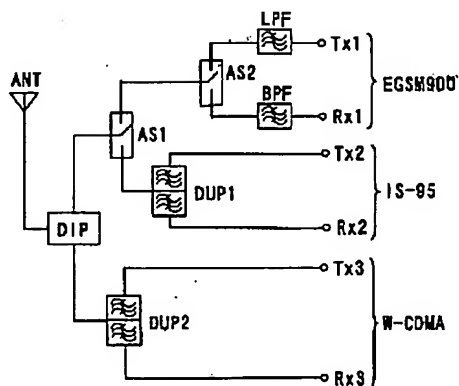 LPF
Tx1
ANT
AS2
EGSM900
BPF
Rx1
AS1
Tx2
DUP1
IS-95
Rx2
DIP
Tx3
DUP2
W-CDMA
Rx3